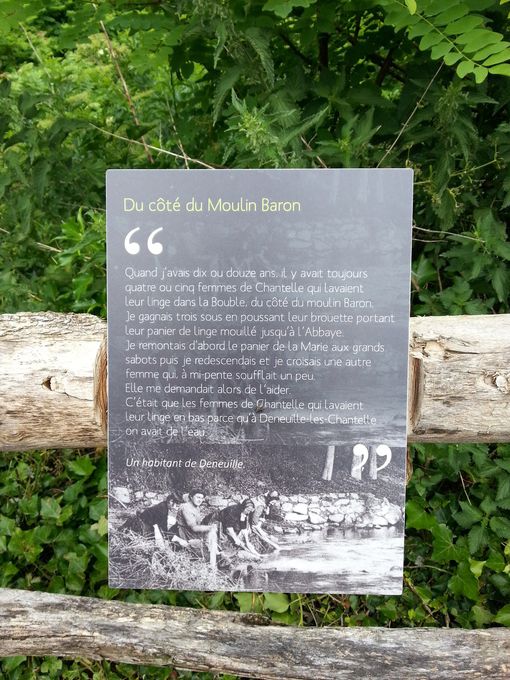 Du côté du Moulin Baron
“
Quand j'avais dix ou douze ans, il y avait toujours
quatre ou cinq femmes de Chantelle qui lavaient
leur linge dans la Bouble, du côté du moulin Baron.
Je gagnais trois sous en poussant leur brouette portant
leur panier de linge mouillé jusqu'à l'Abbaye.
Je remontais d'abord le panier de la Marie aux grands
sabots puis je redescendais et je croisais une autre
femme qui, à mi-pente, soufflait un peu.
Elle me demandait alors de l'aider.
C'était que les femmes de Chantelle qui lavaient
leur linge en bas parce qu'à Deneuille-les-Chantelle
on avait de l'eau.
”
Un habitant de Deneuille.